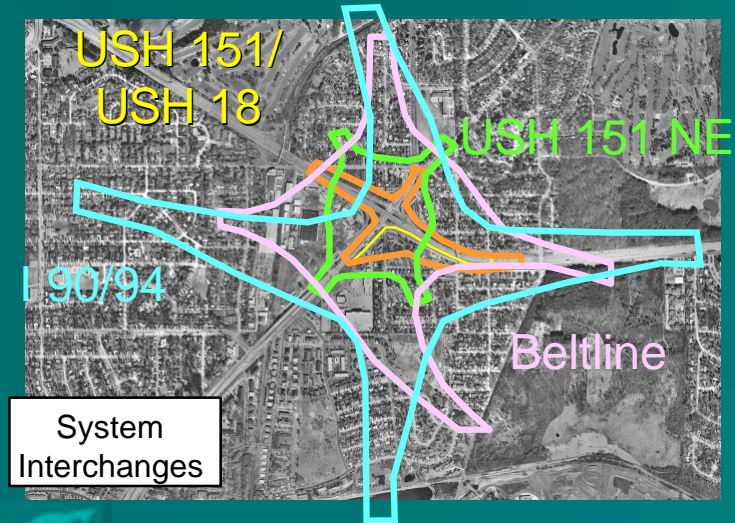 USH 151/
USH 18
USH 151 NE
I 90/94
Beltline
System
Interchanges